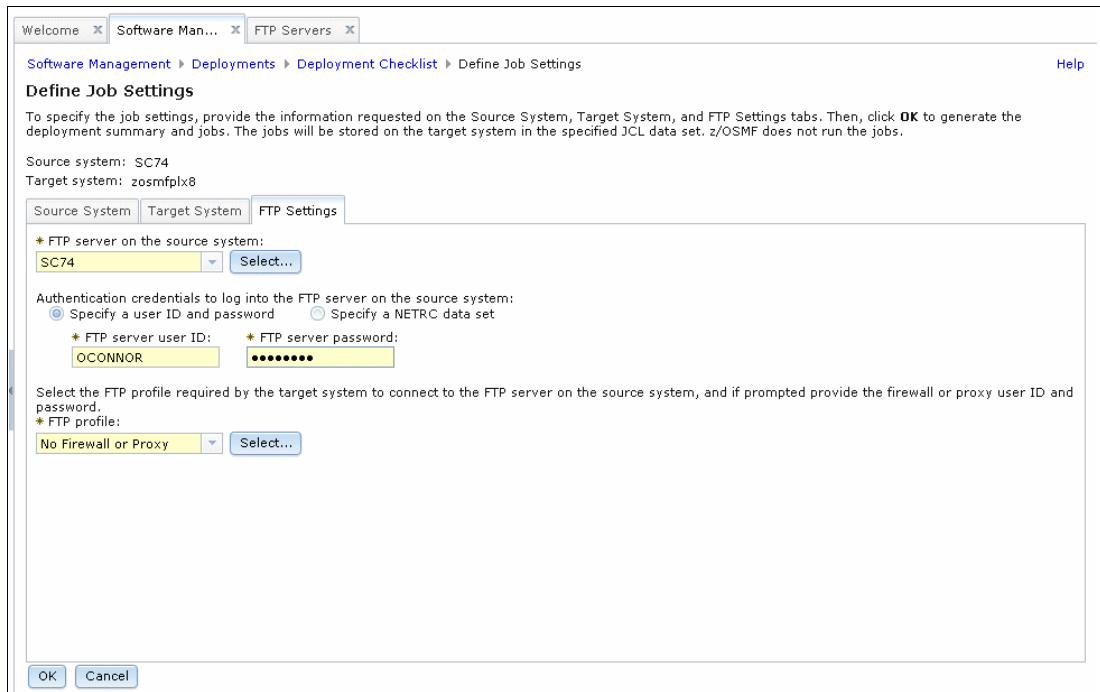 Welcome X Software Man... X FTP Servers X
Software Management ▶ Deployments ▶ Deployment Checklist ▶ Define Job Settings Help
Define Job Settings
To specify the job settings, provide the information requested on the Source System, Target System, and FTP Settings tabs. Then, click OK to generate the
deployment summary and jobs. The jobs will be stored on the target system in the specified JCL data set. z/OSMF does not run the jobs.
Source system: SC74
Target system: zosmfplx8
Source System Target System FTP Settings
* FTP server on the source system:
SC74 Select...
Authentication credentials to log into the FTP server on the source system:
Specify a user ID and password Specify a NETRC data set
* FTP server user ID: * FTP server password:
OCONNOR ••••••••
Select the FTP profile required by the target system to connect to the FTP server on the source system, and if prompted provide the firewall or proxy user ID and
password.
* FTP profile:
No Firewall or Proxy Select...
OK Cancel